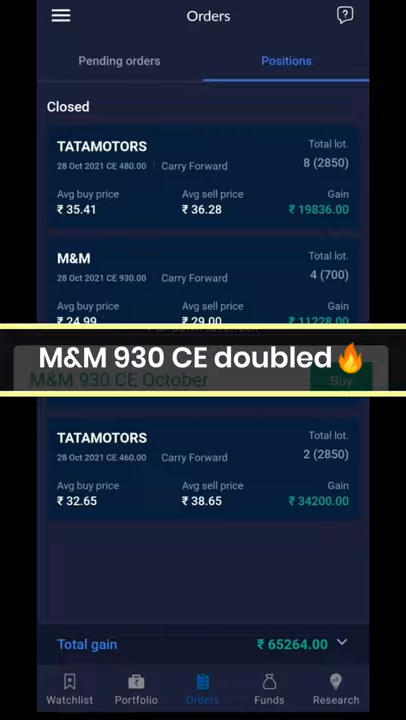 Orders
Pending orders
Positions
Closed
TATAMOTORS
Total lot.
28 Oct 2021 CE 480.00
Carry Forward
8 (2850)
Avg buy price
Avg sell price
Gain
₹ 35.41
₹ 36.28
₹ 19836.00
M&M
Total lot.
28 Oct 2021 CE 930.00
Carry Forward
4 (700)
Avg buy price
Avg sell price
Gain
₹ 24.99
₹ 29.00
₹ 11228.00
M&M 930 CE doubled🔥
M&M 930 CE October
Buy
TATAMOTORS
Total lot.
28 Oct 2021 CE 460.00
Carry Forward
2 (2850)
Avg buy price
Avg sell price
Gain
₹ 32.65
₹ 38.65
₹ 34200.00
Total gain
₹ 65264.00
Watchlist
Portfolio
Orders
Funds
Research